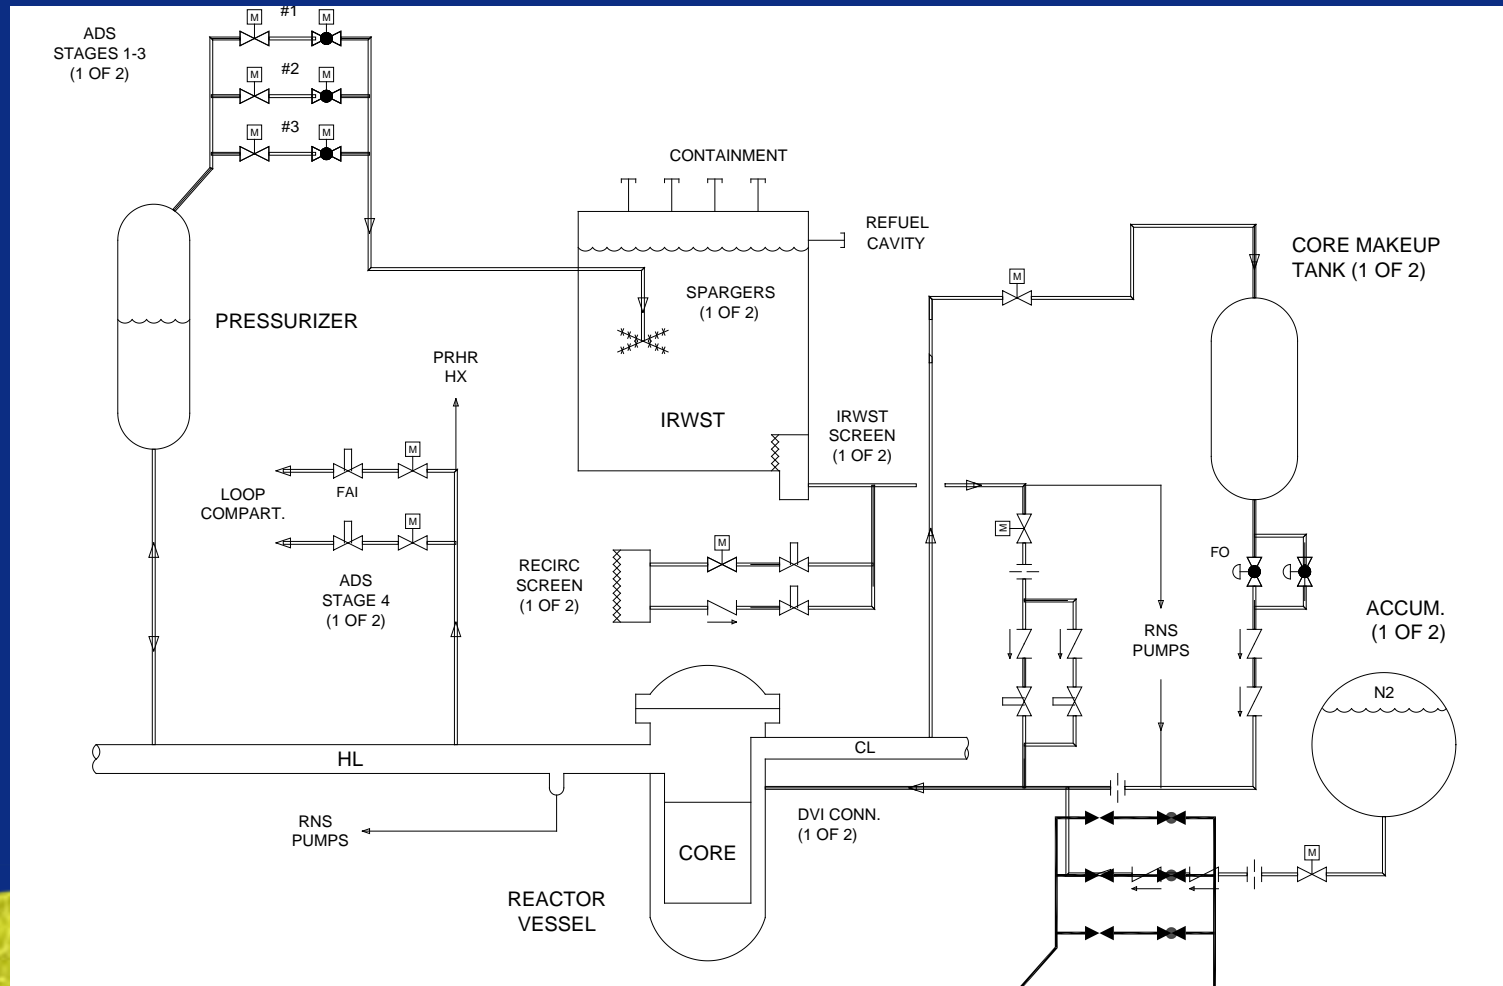 #1
M
M
ADS
STAGES 1-3
(1 OF 2)
M
#2
M
M
#3
M
CONTAINMENT
REFUEL
CAVITY
CORE MAKEUP
TANK (1 OF 2)
M
SPARGERS
(1 OF 2)
PRESSURIZER
PRHR
HX
IRWST
IRWST
SCREEN
(1 OF 2)
M
FAI
LOOP
COMPART.
M
M
M
FO
RECIRC
SCREEN
(1 OF 2)
ADS
STAGE 4
(1 OF 2)
ACCUM.
(1 OF 2)
RNS
PUMPS
N2
HL
CL
DVI CONN.
(1 OF 2)
RNS
PUMPS
CORE
M
REACTOR
VESSEL